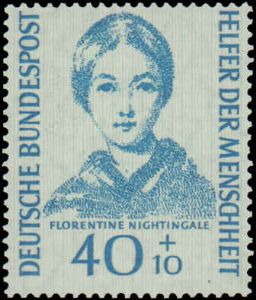 DEUTSCHE BUNDESPOST
HELFER DER MENSCHHEIT
FLORENTINE NIGHTINGALE
40 + 10